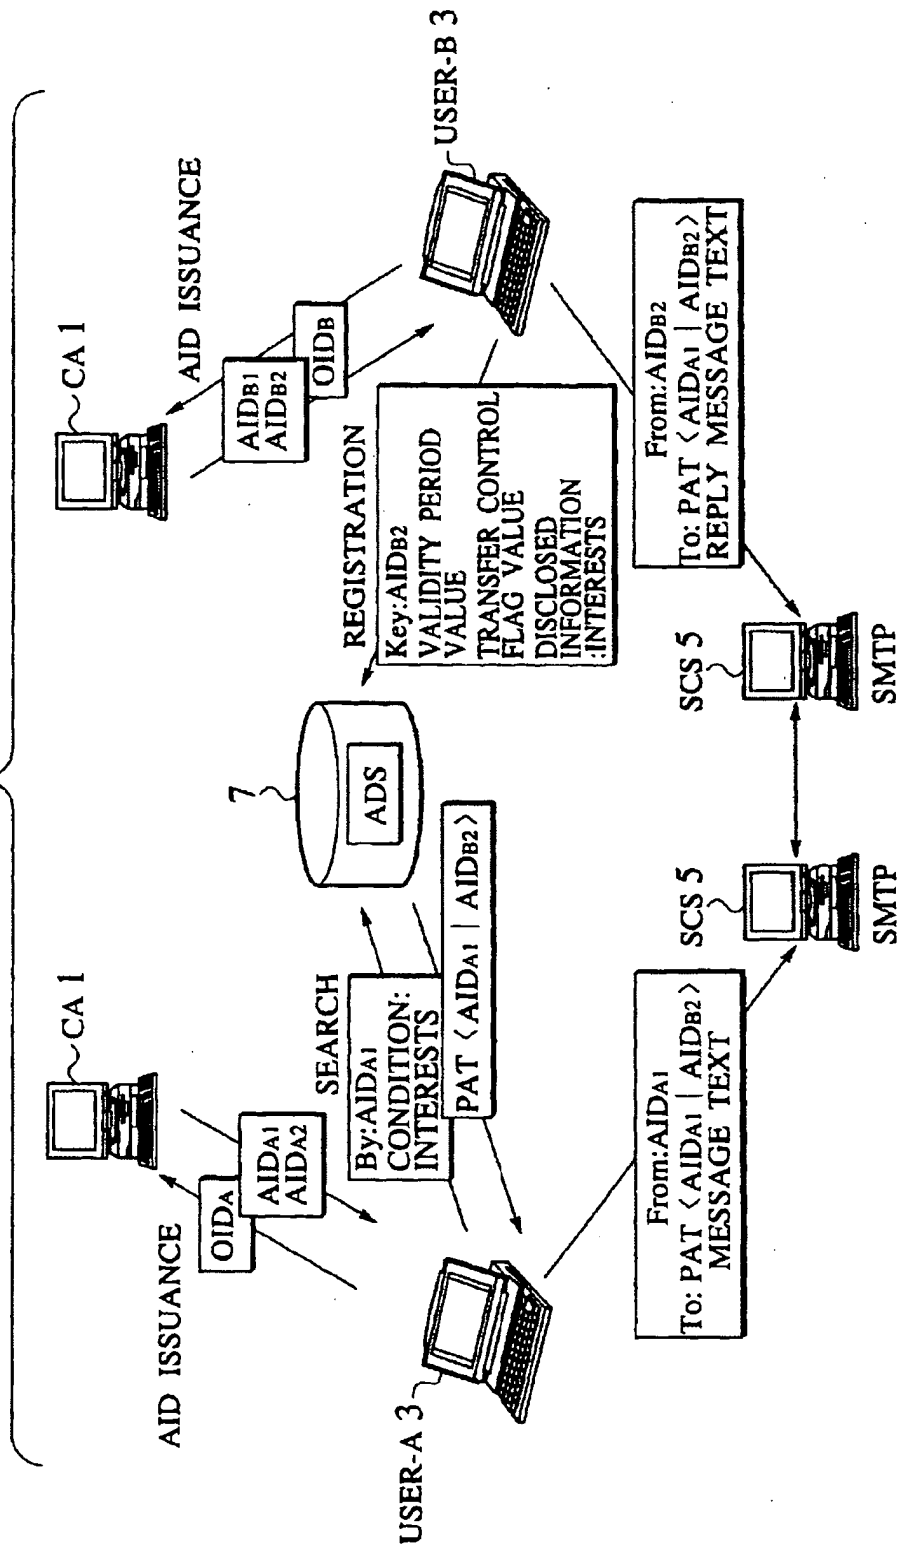 CA 1
AID ISSUANCE
OIDA
AIDA1
AIDA2
USER-A 3
SEARCH
By:AIDA1
CONDITION:
INTERESTS
PAT <AIDA1 | AIDB2>
7
ADS
CA 1
AID ISSUANCE
AIDB1
AIDB2
OIDB
USER-B 3
REGISTRATION
Key:AIDB2
VALIDITY PERIOD
VALUE
TRANSFER CONTROL
FLAG VALUE
DISCLOSED
INFORMATION
:INTERESTS
From:AIDA1
To: PAT <AIDA1 | AIDB2>
MESSAGE TEXT
SCS 5
SMTP
SCS 5
SMTP
From:AIDB2
To: PAT <AIDA1 | AIDB2>
REPLY MESSAGE TEXT